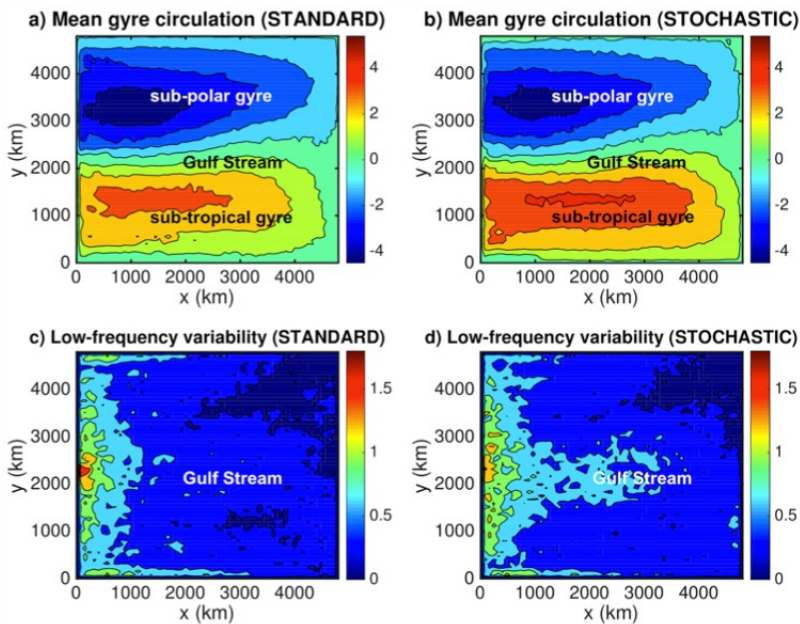 a) Mean gyre circulation (STANDARD)
4000
3000
2000
1000
0
y (km)
sub-polar gyre
Gulf Stream
sub-tropical gyre
0 1000 2000 3000 4000
x (km)
4
2
0
-2
-4
b) Mean gyre circulation (STOCHASTIC)
4000
3000
2000
1000
0
y (km)
sub-polar gyre
Gulf Stream
sub-tropical gyre
0 1000 2000 3000 4000
x (km)
4
2
0
-2
-4
c) Low-frequency variability (STANDARD)
4000
3000
2000
1000
0
y (km)
Gulf Stream
0 1000 2000 3000 4000
x (km)
1.5
1
0.5
0
d) Low-frequency variability (STOCHASTIC)
4000
3000
2000
1000
0
y (km)
Gulf Stream
0 1000 2000 3000 4000
x (km)
1.5
1
0.5
0